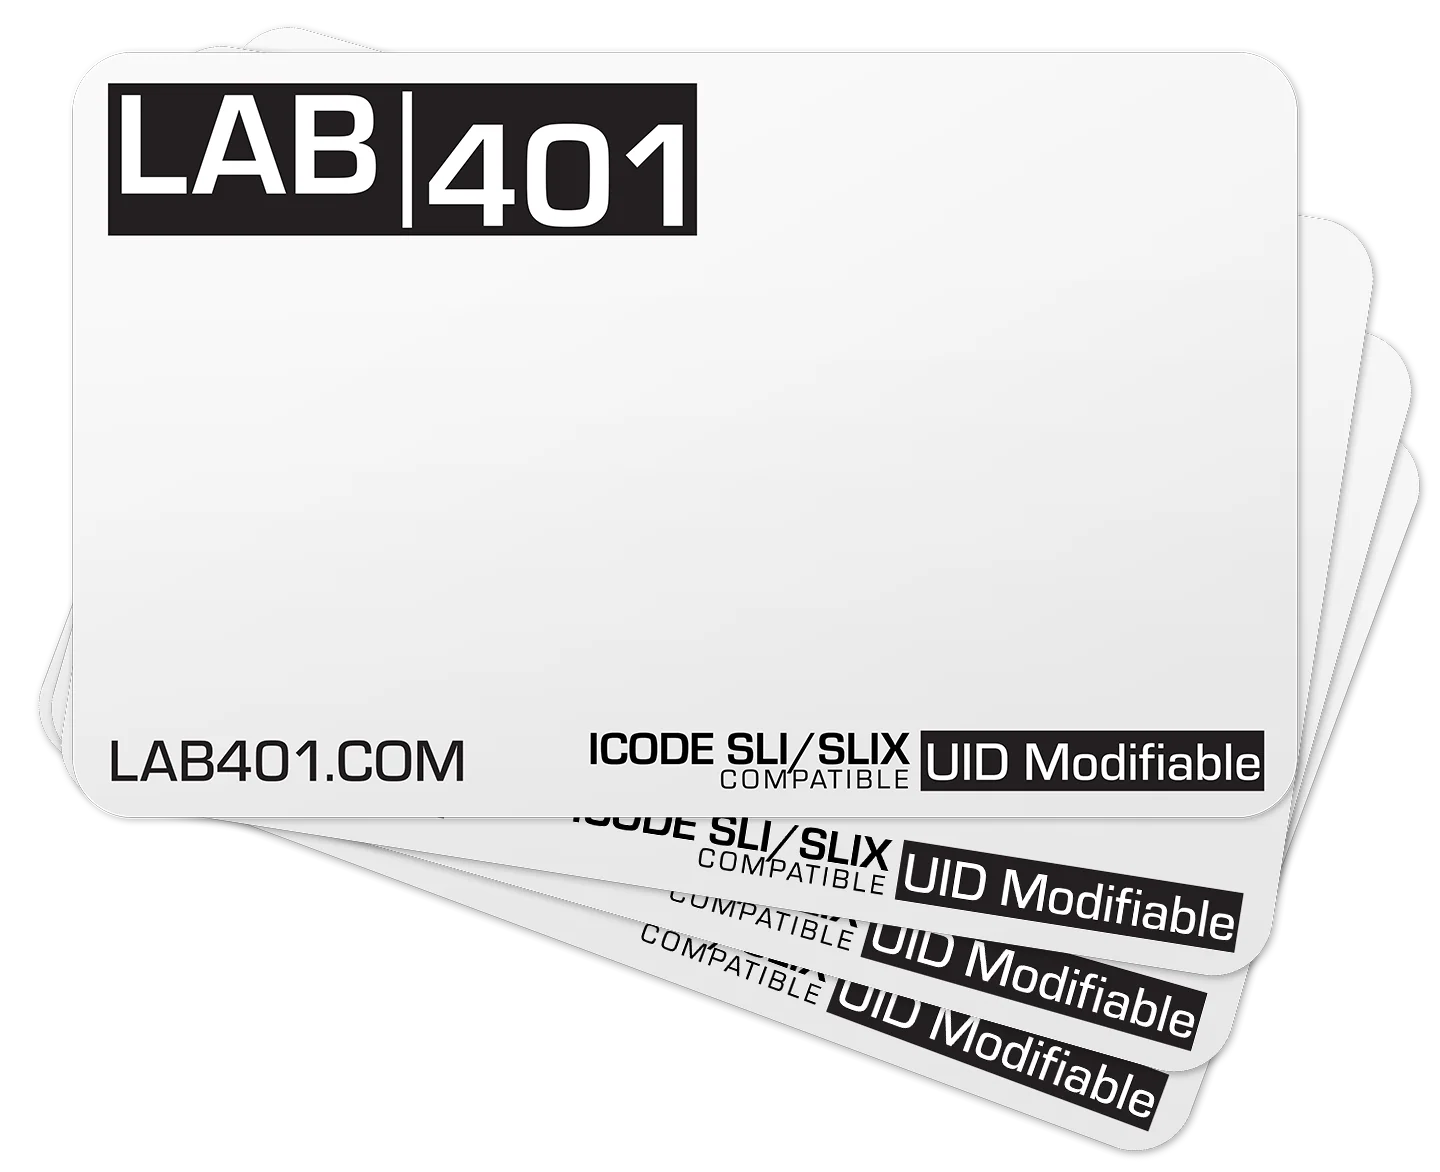 LAB|401
LAB401.COM
ICODE SLI/SLIX
COMPATIBLE
UID Modifiable
ICODE SLI/SLIX
COMPATIBLE
UID Modifiable
COMPATIBLE
UID Modifiable
COMPATIBLE
UID Modifiable